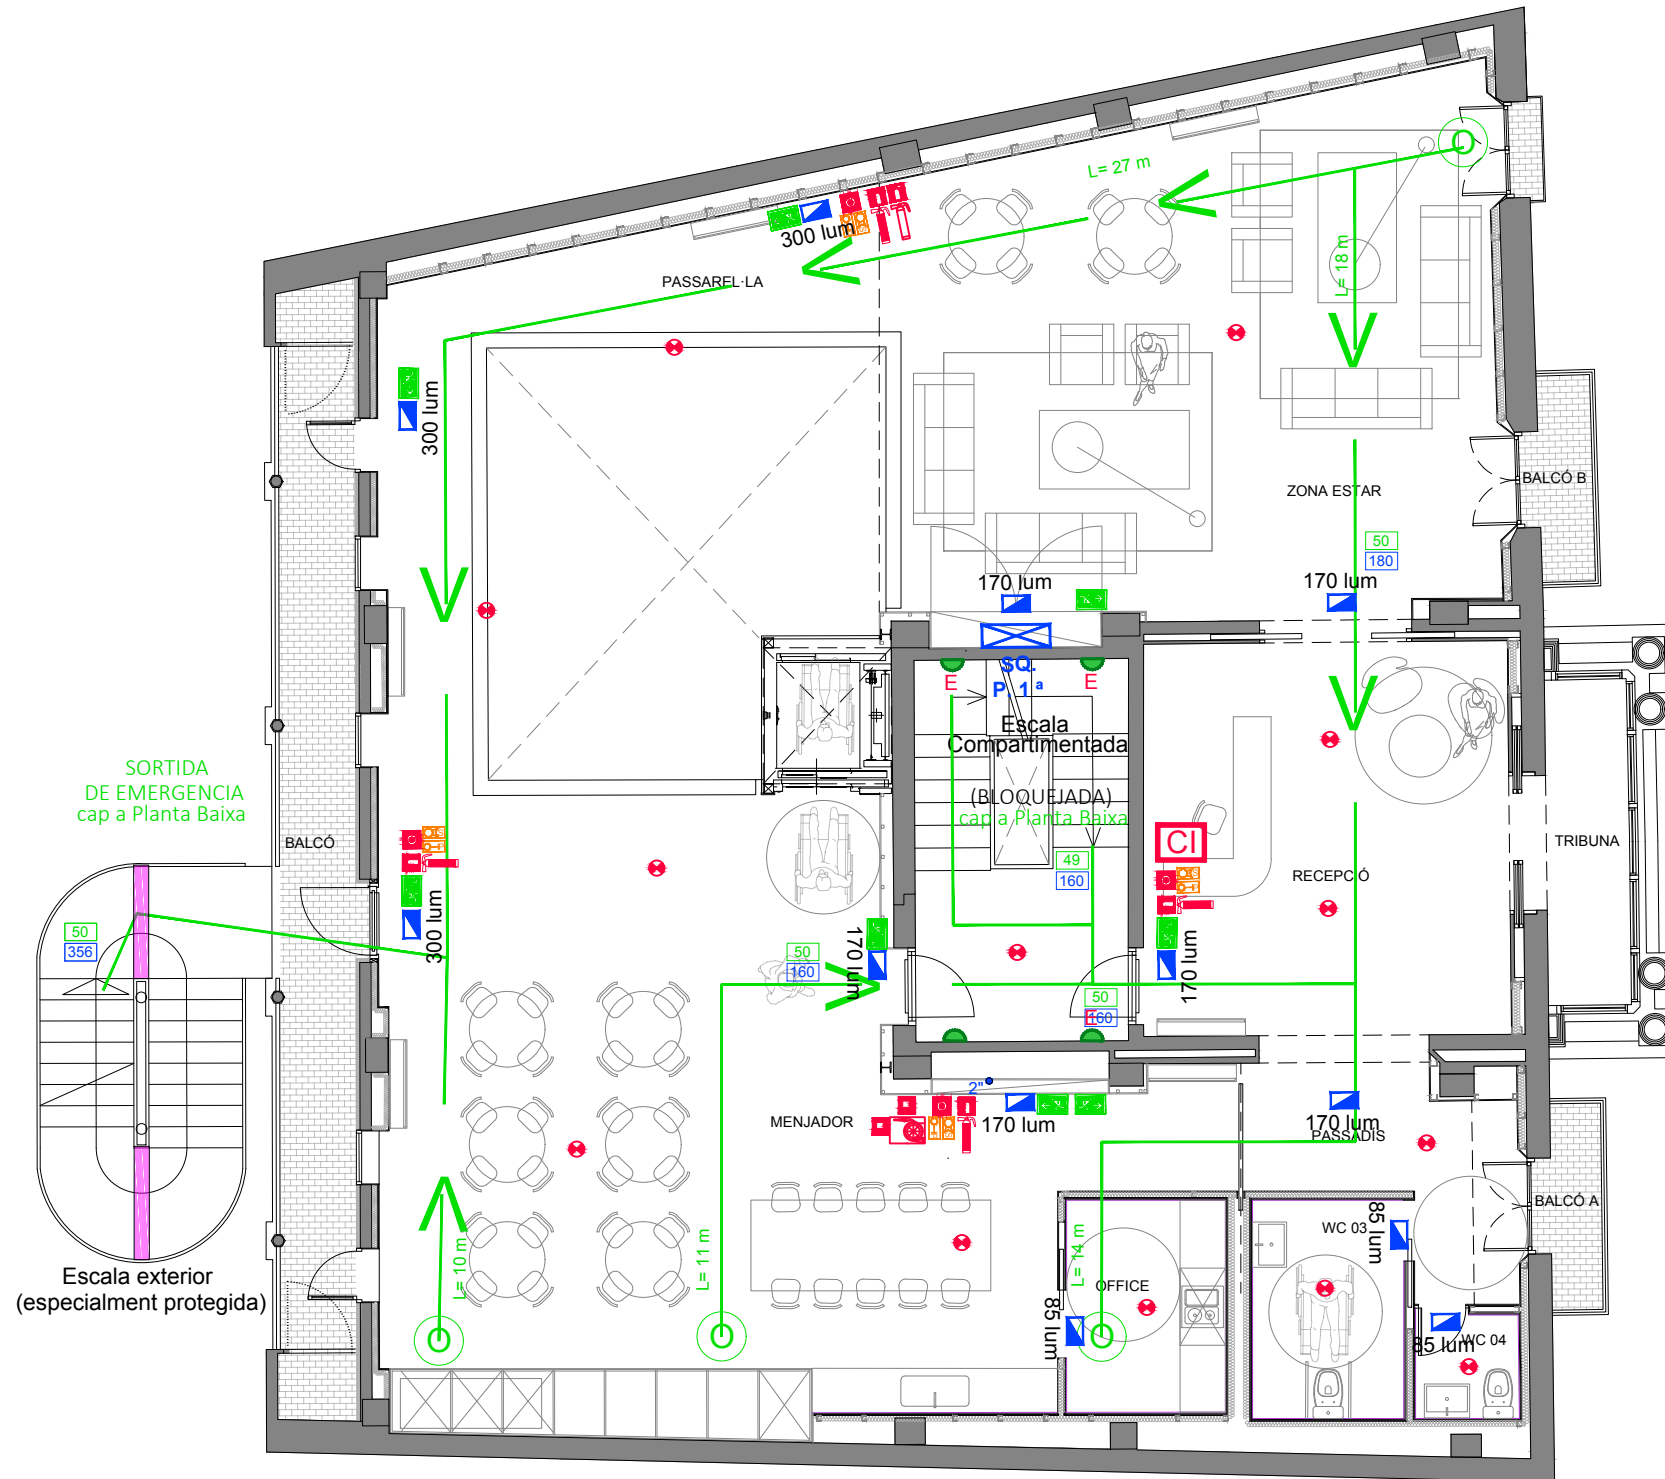 L= 27 m
300 lum
PASSAREL·LA
L= 18 m
300 lum
ZONA ESTAR
BALCÓ B
50
180
170 lum
170 lum
SQ.
P. 1ª
E
E
Escala
Compartimentada
(BLOQUEJADA)
cap a Planta Baixa
SORTIDA
DE EMERGENCIA
cap a Planta Baixa
BALCÓ
CI
TRIBUNA
49
160
RECEPCIÓ
50
356
300 lum
170 lum
50
160
170 lum
50
160
E
2"
MENJADOR
170 lum
170 lum
PASSADÍS
BALCÓ A
WC 03
85 lum
Escala exterior
(especialment protegida)
L= 10 m
L= 11 m
L= 14 m
OFFICE
85 lum
WC 04
85 lum